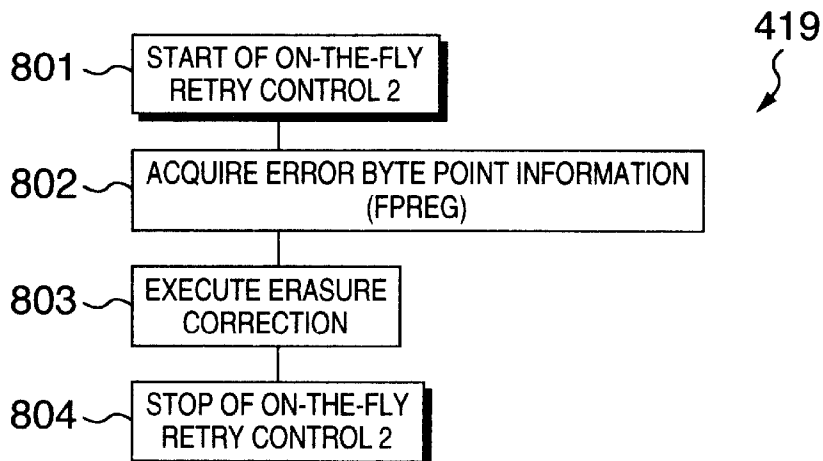 419
801
START OF ON-THE-FLY
RETRY CONTROL 2
802
ACQUIRE ERROR BYTE POINT INFORMATION
(FPREG)
803
EXECUTE ERASURE
CORRECTION
804
STOP OF ON-THE-FLY
RETRY CONTROL 2